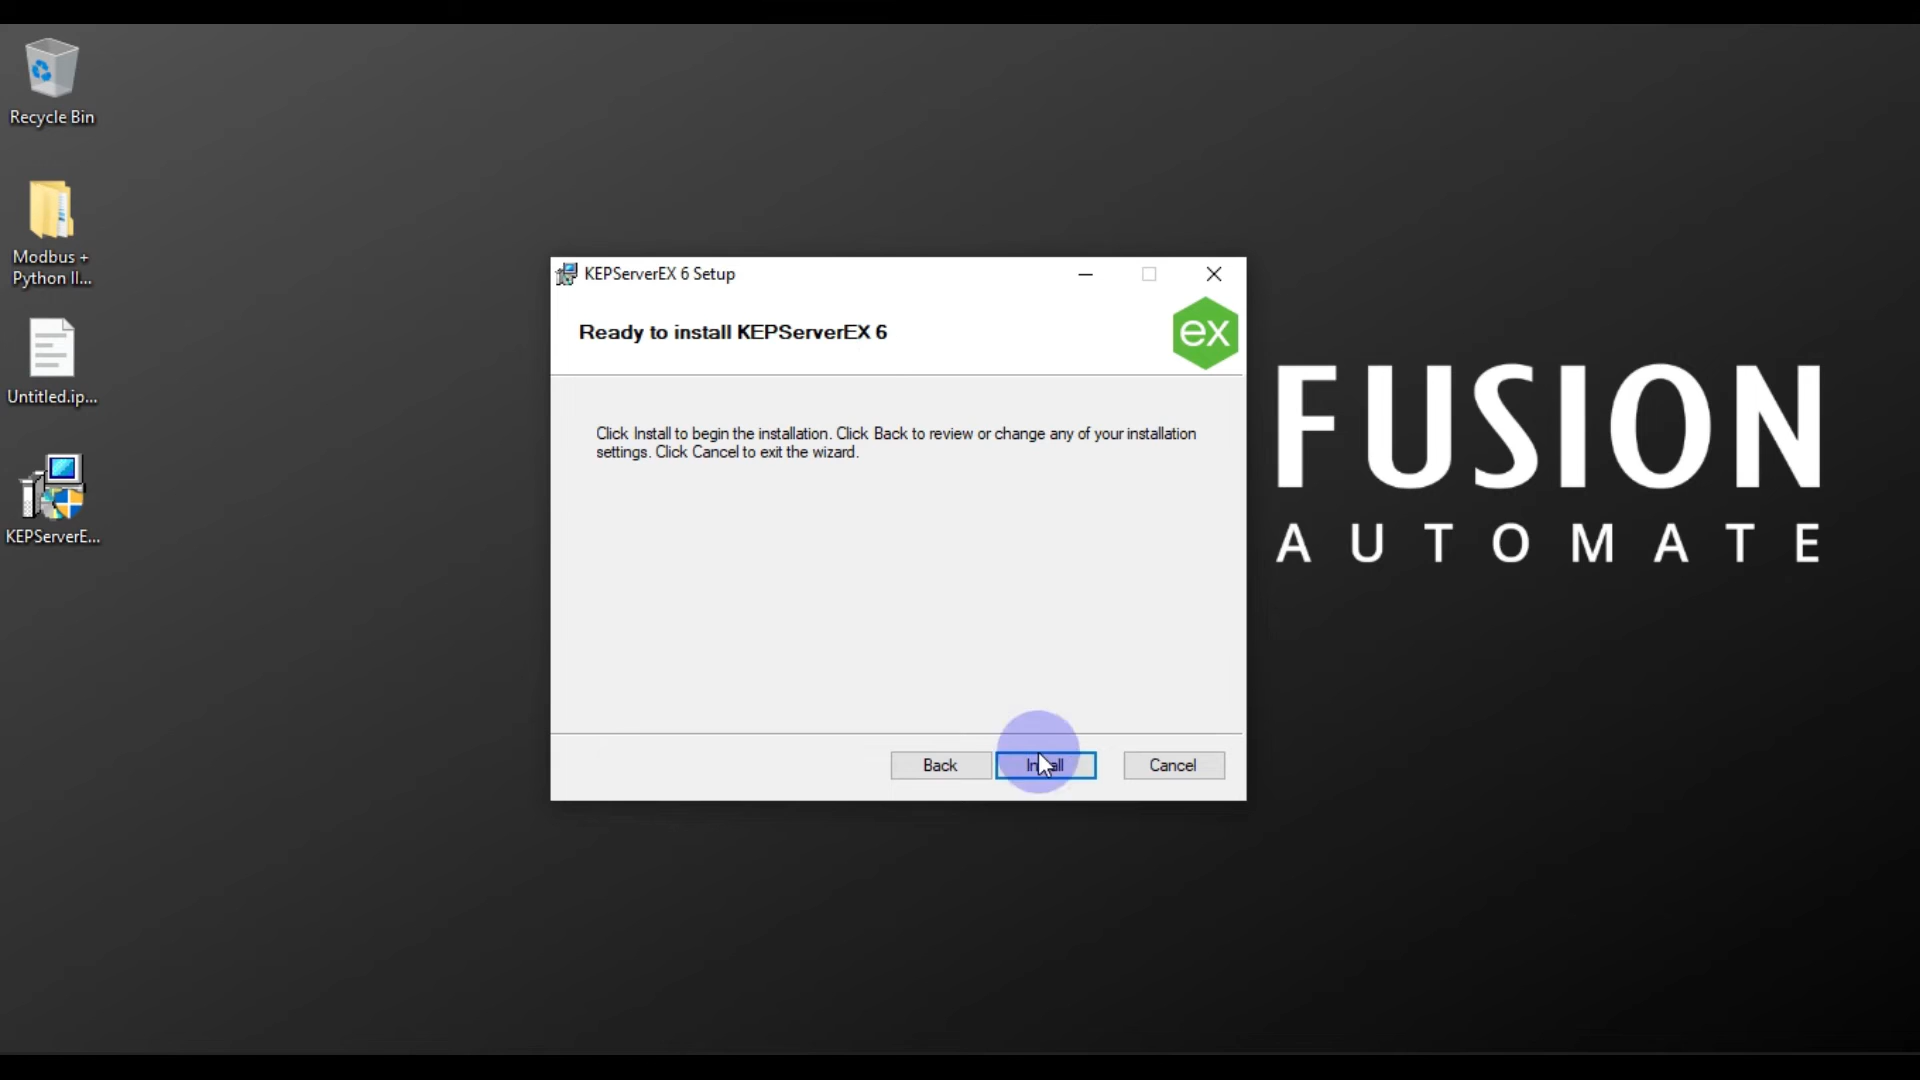 Recycle Bin
Modbus +
Python II...
Untitled.ip...
KEPServerE...
KEPServerEX 6 Setup
Ready to install KEPServerEX 6
ex
Click Install to begin the installation. Click Back to review or change any of your installation
settings. Click Cancel to exit the wizard.
Back
Install
Cancel
FUSION
AUTOMATE